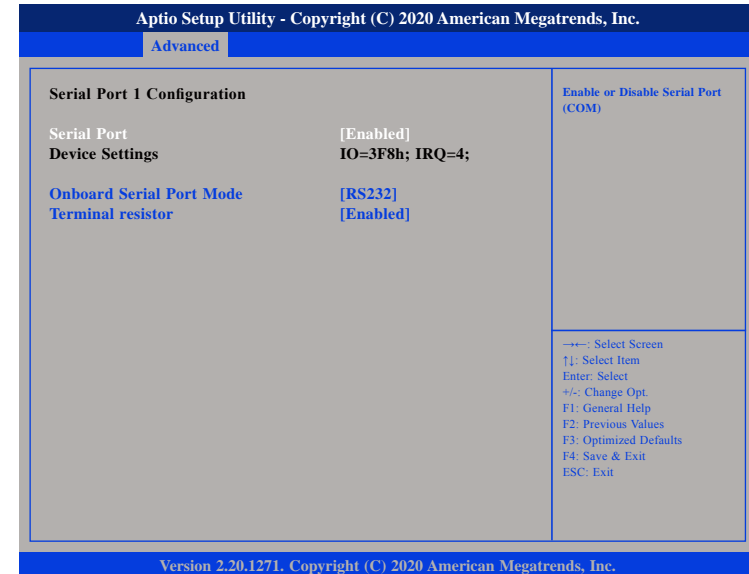 Aptio Setup Utility - Copyright (C) 2020 American Megatrends, Inc.
Advanced
Serial Port 1 Configuration
Serial Port [Enabled]
Device Settings IO=3F8h; IRQ=4;
Onboard Serial Port Mode [RS232]
Terminal resistor [Enabled]
Enable or Disable Serial Port
(COM)
→←: Select Screen
↑↓: Select Item
Enter: Select
+/-: Change Opt.
F1: General Help
F2: Previous Values
F3: Optimized Defaults
F4: Save & Exit
ESC: Exit
Version 2.20.1271. Copyright (C) 2020 American Megatrends, Inc.